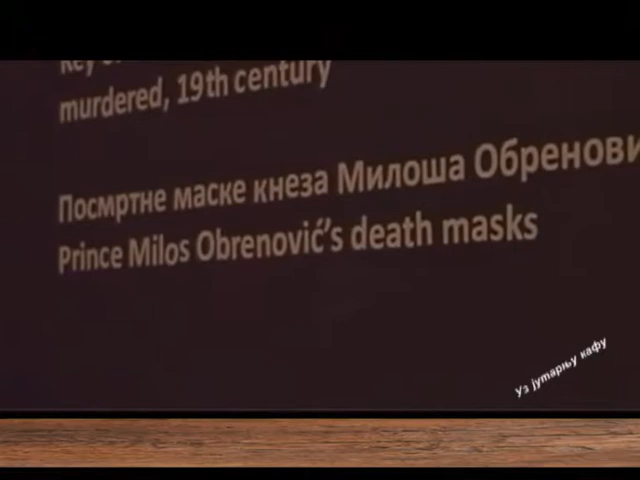 murdered, 19th century
Посмртне маске кнеза Милоша Обренови
Prince Milos Obrenović's death masks
Уз јутарњу кафу